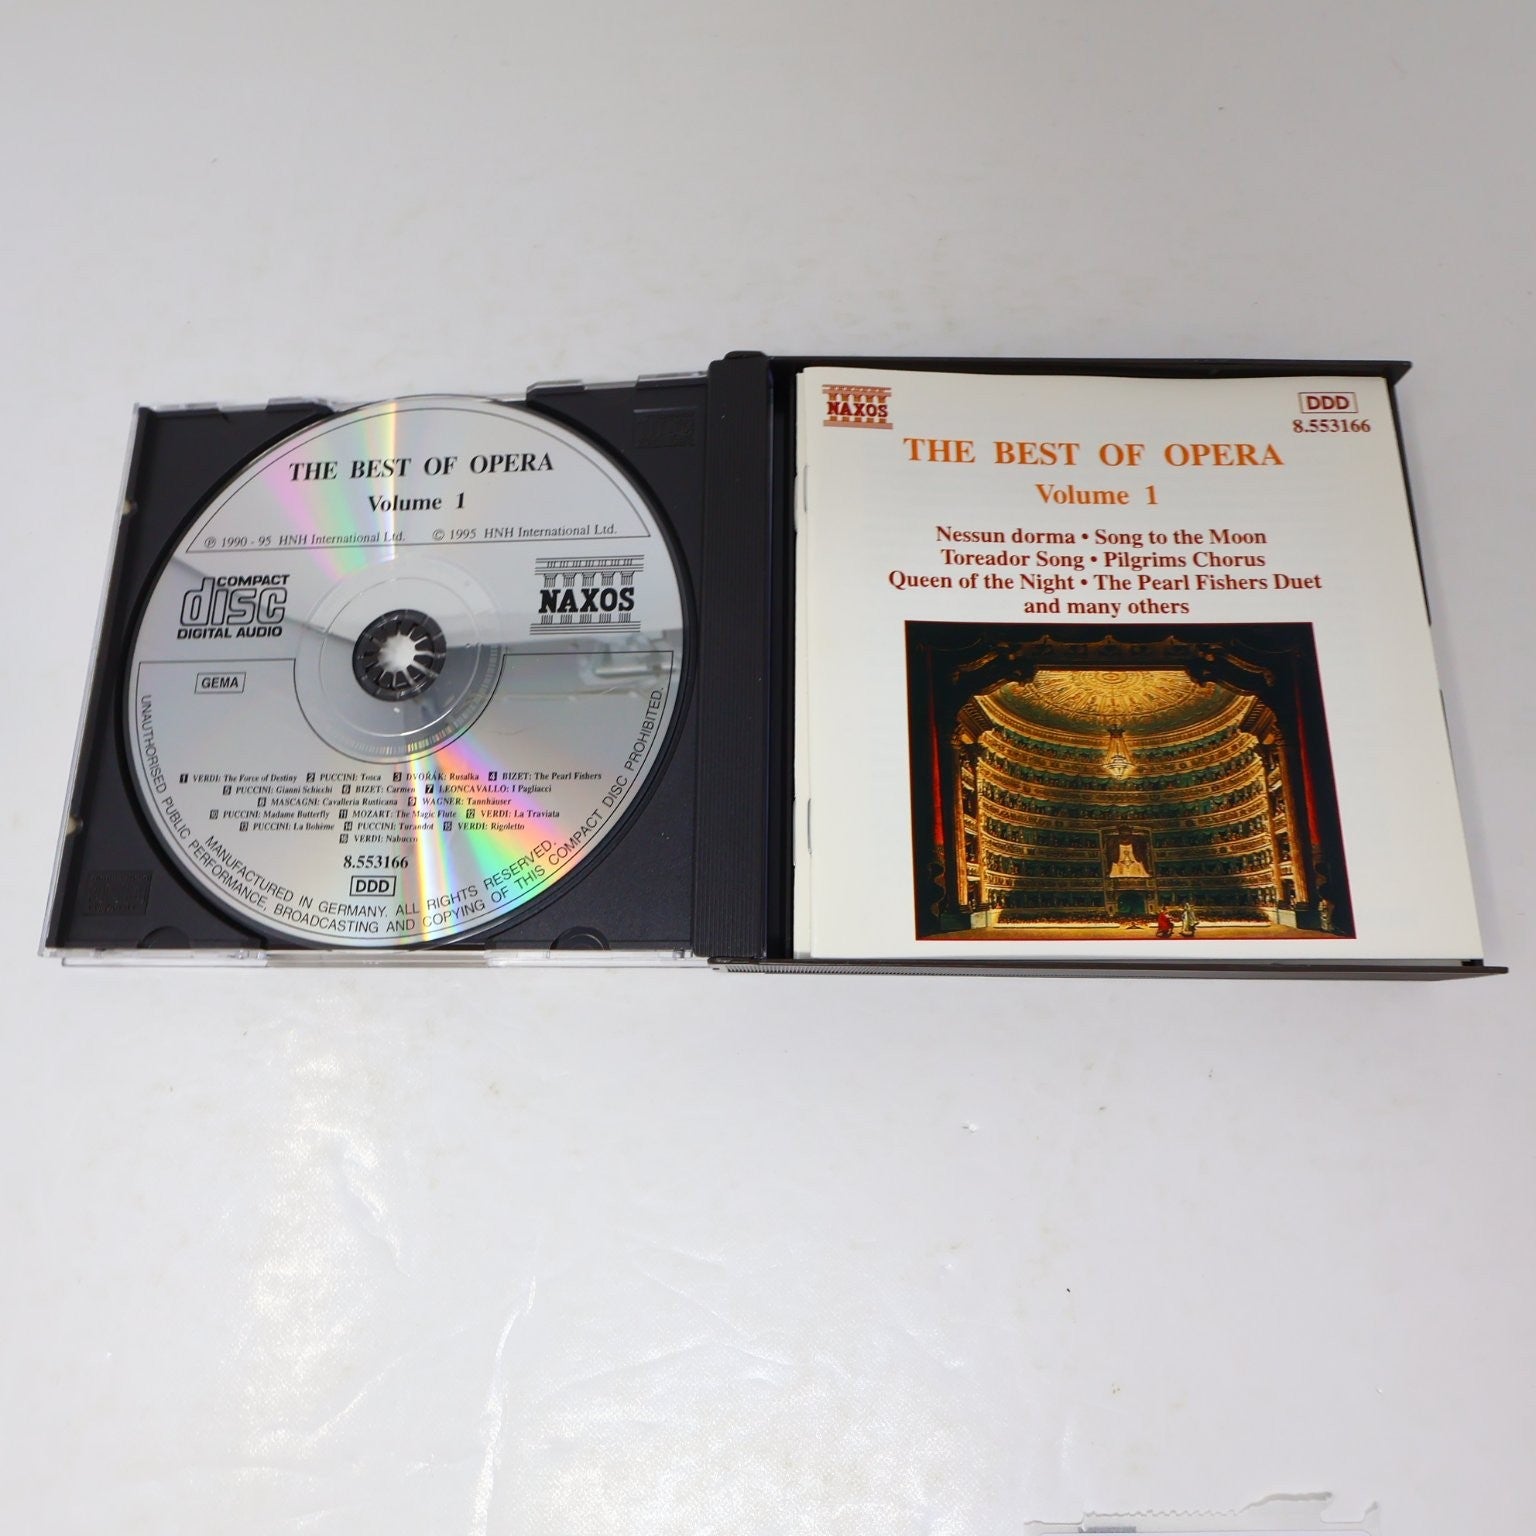 THE BEST OF OPERA
Volume 1
℗ 1990 - 95 HNH International Ltd. © 1995 HNH International Ltd.
COMPACT
disc
DIGITAL AUDIO
NAXOS
GEMA
1 VERDI: The Force of Destiny 2 PUCCINI: Tosca 3 DVOŘÁK: Rusalka 4 BIZET: The Pearl Fishers
5 PUCCINI: Gianni Schicchi 6 BIZET: Carmen 7 LEONCAVALLO: I Pagliacci
8 MASCAGNI: Cavalleria Rusticana 9 WAGNER: Tannhäuser
10 PUCCINI: Madame Butterfly 11 MOZART: The Magic Flute 12 VERDI: La Traviata
13 PUCCINI: La Bohème 14 PUCCINI: Turandot 15 VERDI: Rigoletto
16 VERDI: Nabucco
8.553166
DDD
MANUFACTURED IN GERMANY. ALL RIGHTS RESERVED.
UNAUTHORISED PUBLIC PERFORMANCE, BROADCASTING AND COPYING OF THIS COMPACT DISC PROHIBITED.
NAXOS
DDD
8.553166
THE BEST OF OPERA
Volume 1
Nessun dorma • Song to the Moon
Toreador Song • Pilgrims Chorus
Queen of the Night • The Pearl Fishers Duet
and many others